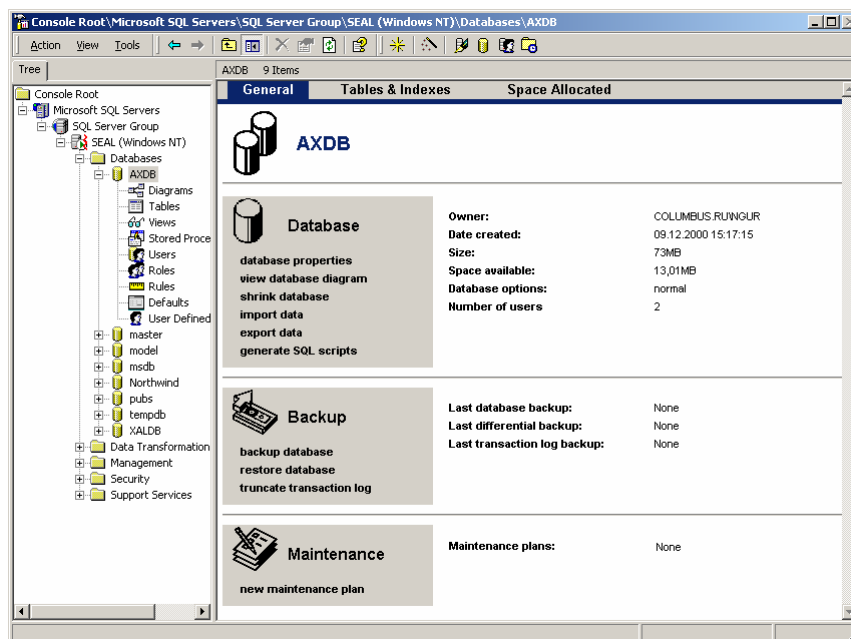 Console Root\Microsoft SQL Servers\SQL Server Group\SEAL (Windows NT)\Databases\AXDB
Action View Tools
Tree
AXDB 9 Items
Console Root
Microsoft SQL Servers
SQL Server Group
SEAL (Windows NT)
Databases
AXDB
Diagrams
Tables
Views
Stored Proce
Users
Roles
Rules
Defaults
User Defined
master
model
msdb
Northwind
pubs
tempdb
XALDB
Data Transformation
Management
Security
Support Services
General Tables & Indexes Space Allocated
AXDB
Database
database properties
view database diagram
shrink database
import data
export data
generate SQL scripts
Owner: COLUMBUS.RU\NGUR
Date created: 09.12.2000 15:17:15
Size: 73MB
Space available: 13,01MB
Database options: normal
Number of users 2
Backup
backup database
restore database
truncate transaction log
Last database backup: None
Last differential backup: None
Last transaction log backup: None
Maintenance
new maintenance plan
Maintenance plans: None